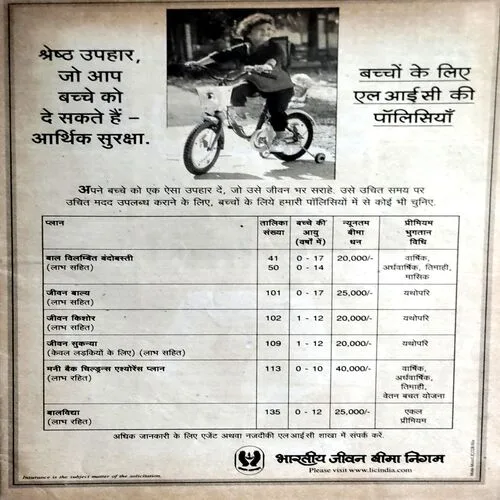 श्रेष्ठ उपहार,
जो आप
बच्चे को
दे सकते हैं –
आर्थिक सुरक्षा.
बच्चों के लिए
एल आई सी की
पॉलिसियाँ
अपने बच्चे को एक ऐसा उपहार दें, जो उसे जीवन भर सराहे. उसे उचित समय पर
उचित मदद उपलब्ध कराने के लिए, बच्चों के लिये हमारी पॉलिसियों में से कोई भी चुनिए.
प्लान तालिका संख्या बच्चे की आयु (वर्षों में) न्यूनतम बीमा धन प्रीमियम भुगतान विधि
बाल विलम्बित बंदोबस्ती 41 0 - 17 20,000/- वार्षिक,
(लाभ सहित) 50 0 - 14 अर्धवार्षिक, तिमाही,
मासिक
जीवन बाल्य 101 0 - 17 25,000/- यथोपरि
(लाभ सहित)
जीवन किशोर 102 1 - 12 20,000/- यथोपरि
(लाभ सहित)
जीवन सुकन्या 109 1 - 12 20,000/- यथोपरि
(केवल लड़कियों के लिए) (लाभ सहित)
मनी बैक चिल्ड्रन्स एश्योरेंस प्लान 113 0 - 10 40,000/- वार्षिक,
(लाभ सहित) अर्धवार्षिक,
तिमाही,
वेतन बचत योजना
बालविद्या 135 0 - 12 25,000/- एकल
(लाभ रहित) प्रीमियम
अधिक जानकारी के लिए एजेंट अथवा नजदीकी एल आई सी शाखा में संपर्क करें.
भारतीय जीवन बीमा निगम
Please visit www.licindia.com
Insurance is the subject matter of the solicitation.